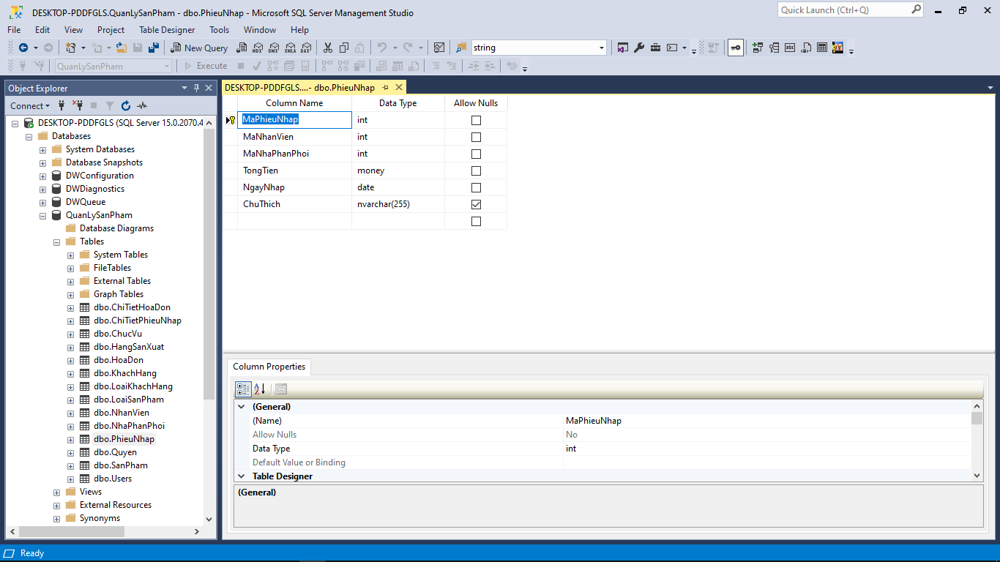 DESKTOP-PDDFGLS.QuanLySanPham - dbo.PhieuNhap - Microsoft SQL Server Management Studio
Quick Launch (Ctrl+Q)
File Edit View Project Table Designer Tools Window Help
New Query MDX DMX XMLA DAX string
QuanLySanPham Execute
Object Explorer
Connect
DESKTOP-PDDFGLS (SQL Server 15.0.2070.4
Databases
System Databases
Database Snapshots
DWConfiguration
DWDiagnostics
DWQueue
QuanLySanPham
Database Diagrams
Tables
System Tables
FileTables
External Tables
Graph Tables
dbo.ChiTietHoaDon
dbo.ChiTietPhieuNhap
dbo.ChucVu
dbo.HangSanXuat
dbo.HoaDon
dbo.KhachHang
dbo.LoaiKhachHang
dbo.LoaiSanPham
dbo.NhanVien
dbo.NhaPhanPhoi
dbo.PhieuNhap
dbo.Quyen
dbo.SanPham
dbo.Users
Views
External Resources
Synonyms
DESKTOP-PDDFGLS....- dbo.PhieuNhap
Column Name Data Type Allow Nulls
MaPhieuNhap int
MaNhanVien int
MaNhaPhanPhoi int
TongTien money
NgayNhap date
ChuThich nvarchar(255)
Column Properties
(General)
(Name) MaPhieuNhap
Allow Nulls No
Data Type int
Default Value or Binding
Table Designer
(General)
Ready